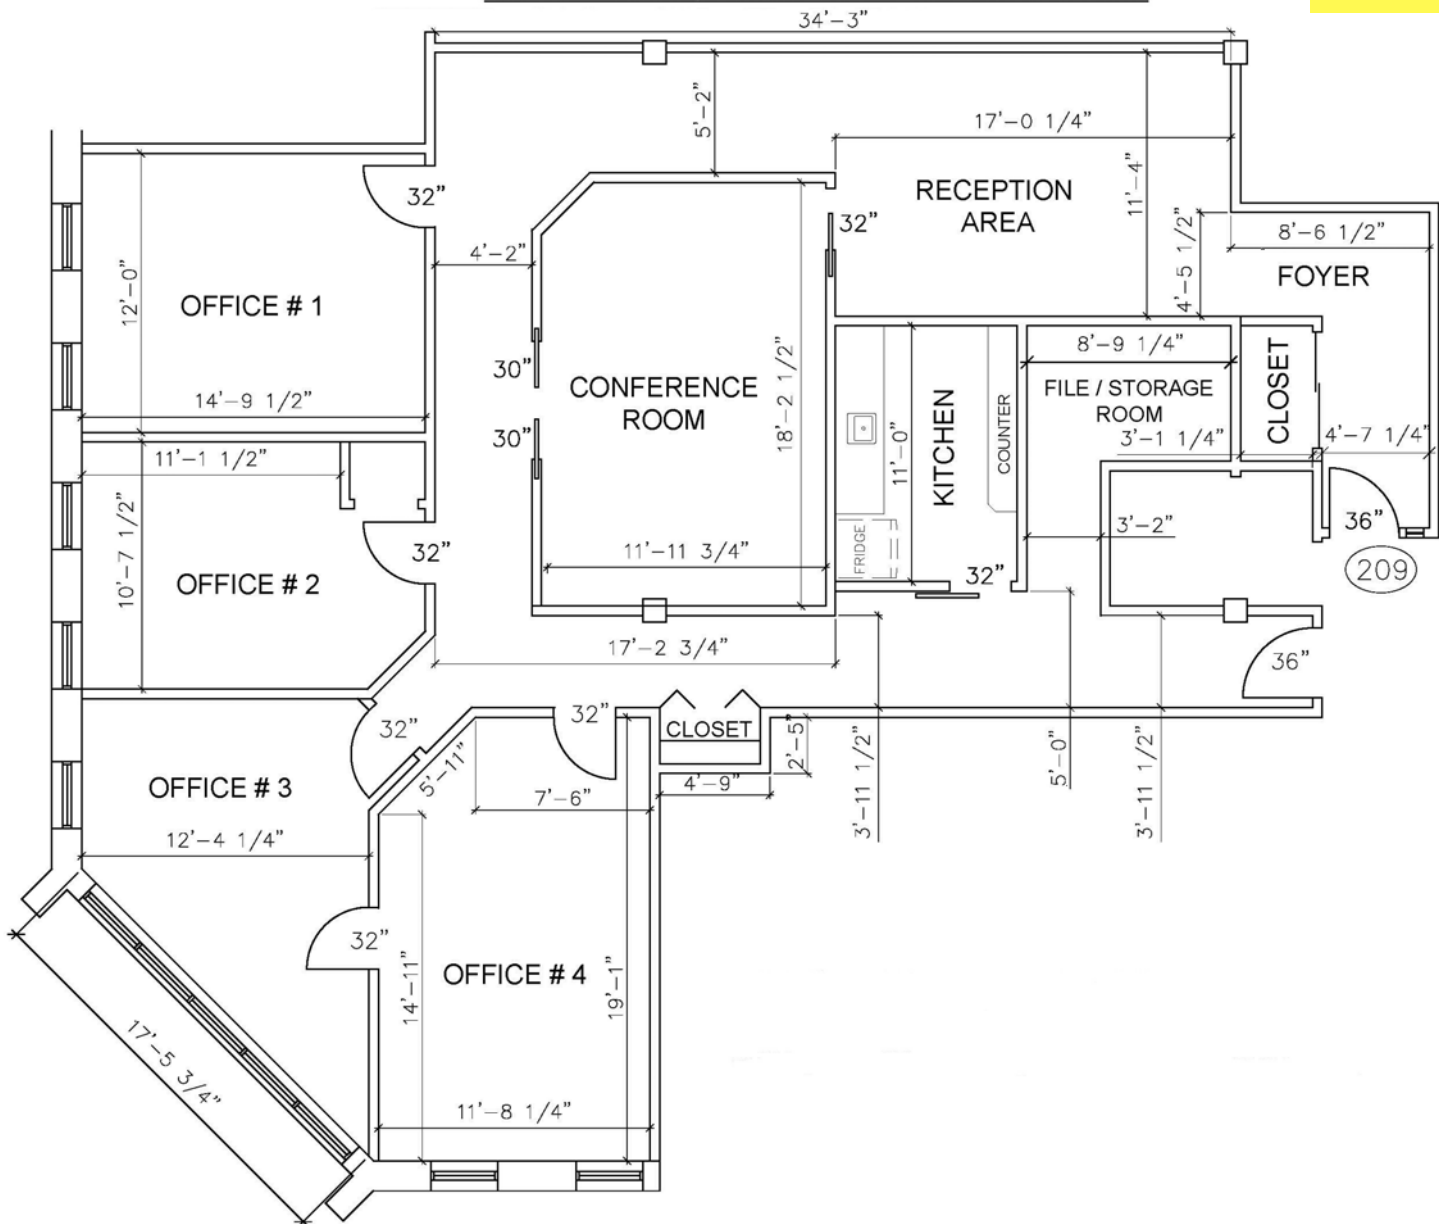 34'-3"
5'-2"
17'-0 1/4"
11'-4"
RECEPTION
AREA
32"
32"
4'-2"
4'-5 1/2"
8'-6 1/2"
FOYER
12'-0"
OFFICE # 1
14'-9 1/2"
30"
30"
CONFERENCE
ROOM
18'-2 1/2"
11'-11 3/4"
11'-0"
KITCHEN
COUNTER
FRIDGE
32"
8'-9 1/4"
FILE / STORAGE
ROOM
3'-1 1/4"
CLOSET
4'-7 1/4"
3'-2"
36"
209
11'-1 1/2"
10'-7 1/2"
OFFICE # 2
32"
17'-2 3/4"
36"
32"
32"
CLOSET
2'-5"
4'-9"
3'-11 1/2"
5'-0"
3'-11 1/2"
OFFICE # 3
5'-11"
7'-6"
12'-4 1/4"
32"
14'-11"
OFFICE # 4
19'-1"
17'-5 3/4"
11'-8 1/4"